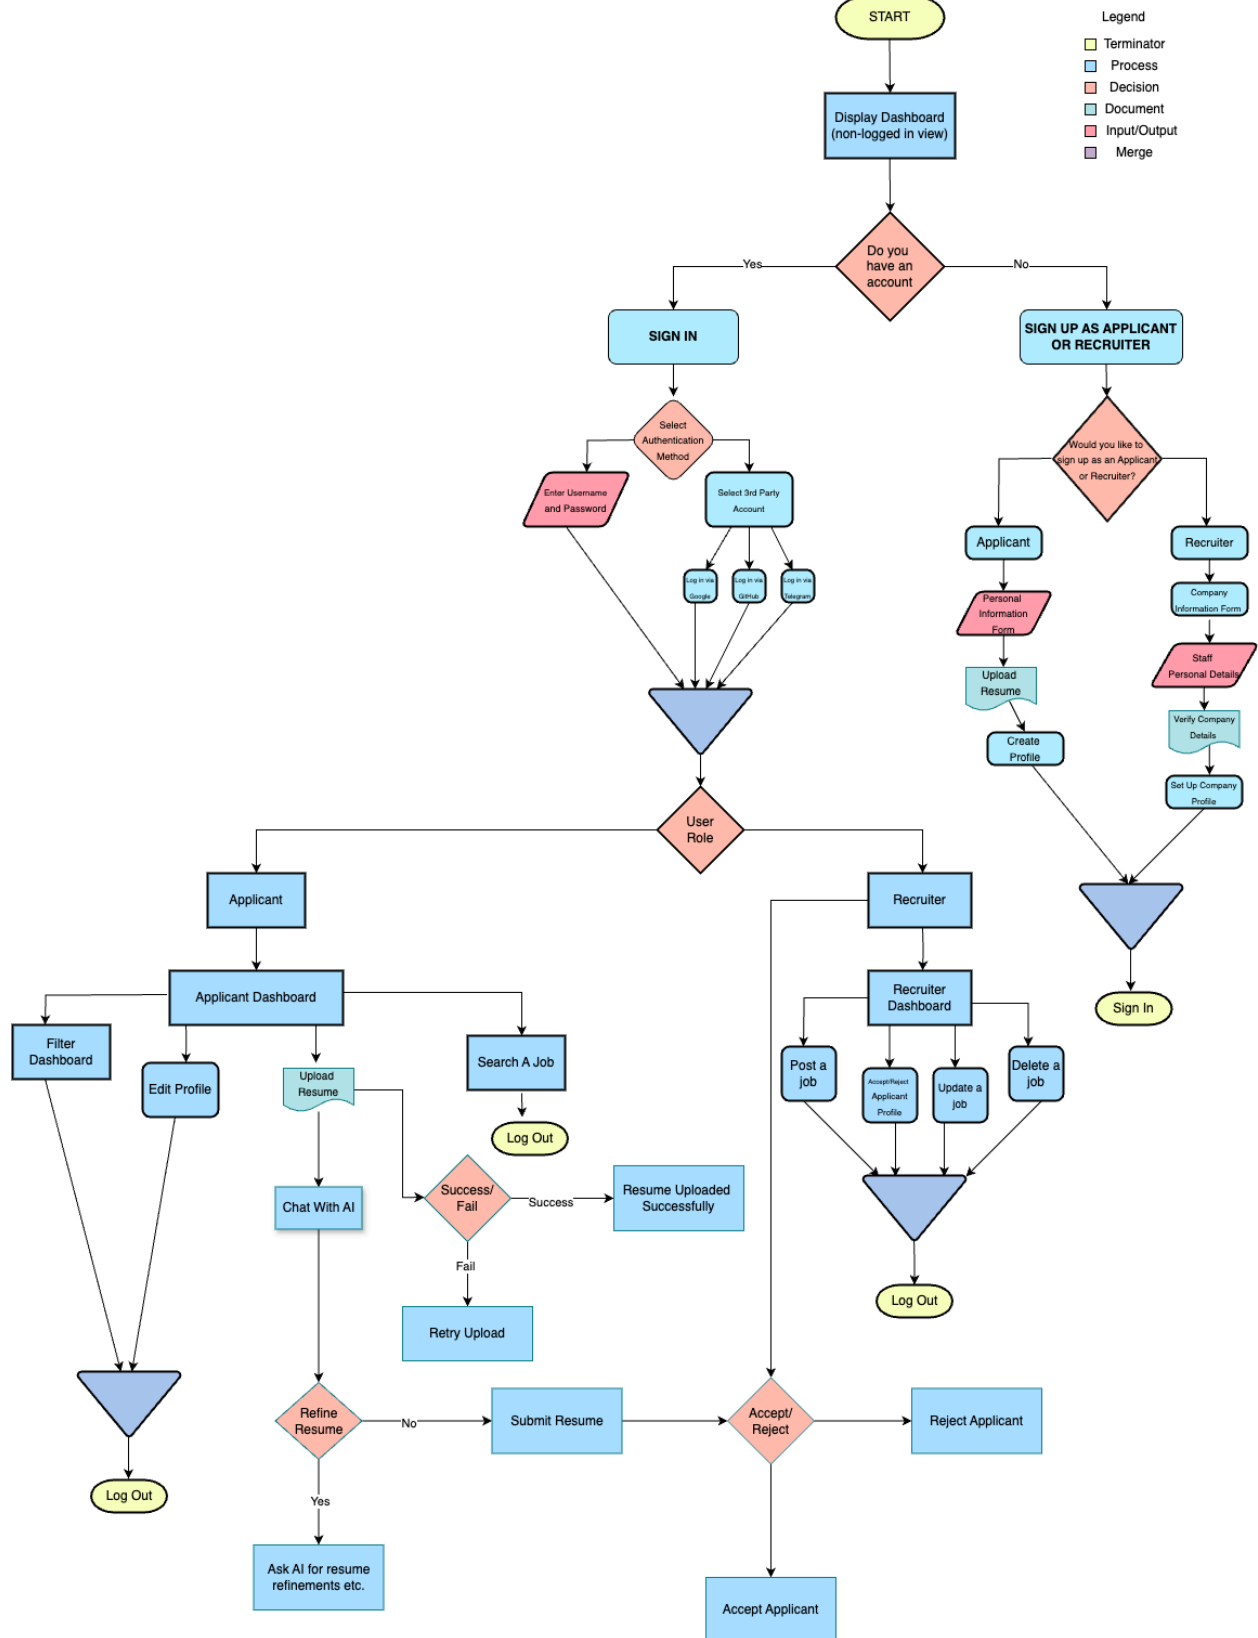 START
Legend
Terminator
Process
Decision
Document
Input/Output
Merge
Display Dashboard
(non-logged in view)
Do you
have an
account
Yes
No
SIGN IN
SIGN UP AS APPLICANT
OR RECRUITER
Select
Authentication
Method
Would you like to
sign up as an Applicant
or Recruiter?
Enter Username
and Password
Select 3rd Party
Account
Applicant
Recruiter
Log in via
Google
Log in via
GitHub
Log in via
Telegram
Personal
Information
Form
Company
Information Form
Staff
Personal Details
Upload
Resume
Verify Company
Details
Create
Profile
Set Up Company
Profile
User
Role
Applicant
Recruiter
Sign In
Applicant Dashboard
Recruiter
Dashboard
Filter
Dashboard
Edit Profile
Upload
Resume
Search A Job
Post a
job
Accept/Reject
Applicant
Profile
Update a
job
Delete a
job
Log Out
Chat With AI
Success/
Fail
Success
Resume Uploaded
Successfully
Fail
Retry Upload
Log Out
Refine
Resume
No
Submit Resume
Accept/
Reject
Reject Applicant
Log Out
Yes
Ask AI for resume
refinements etc.
Accept Applicant